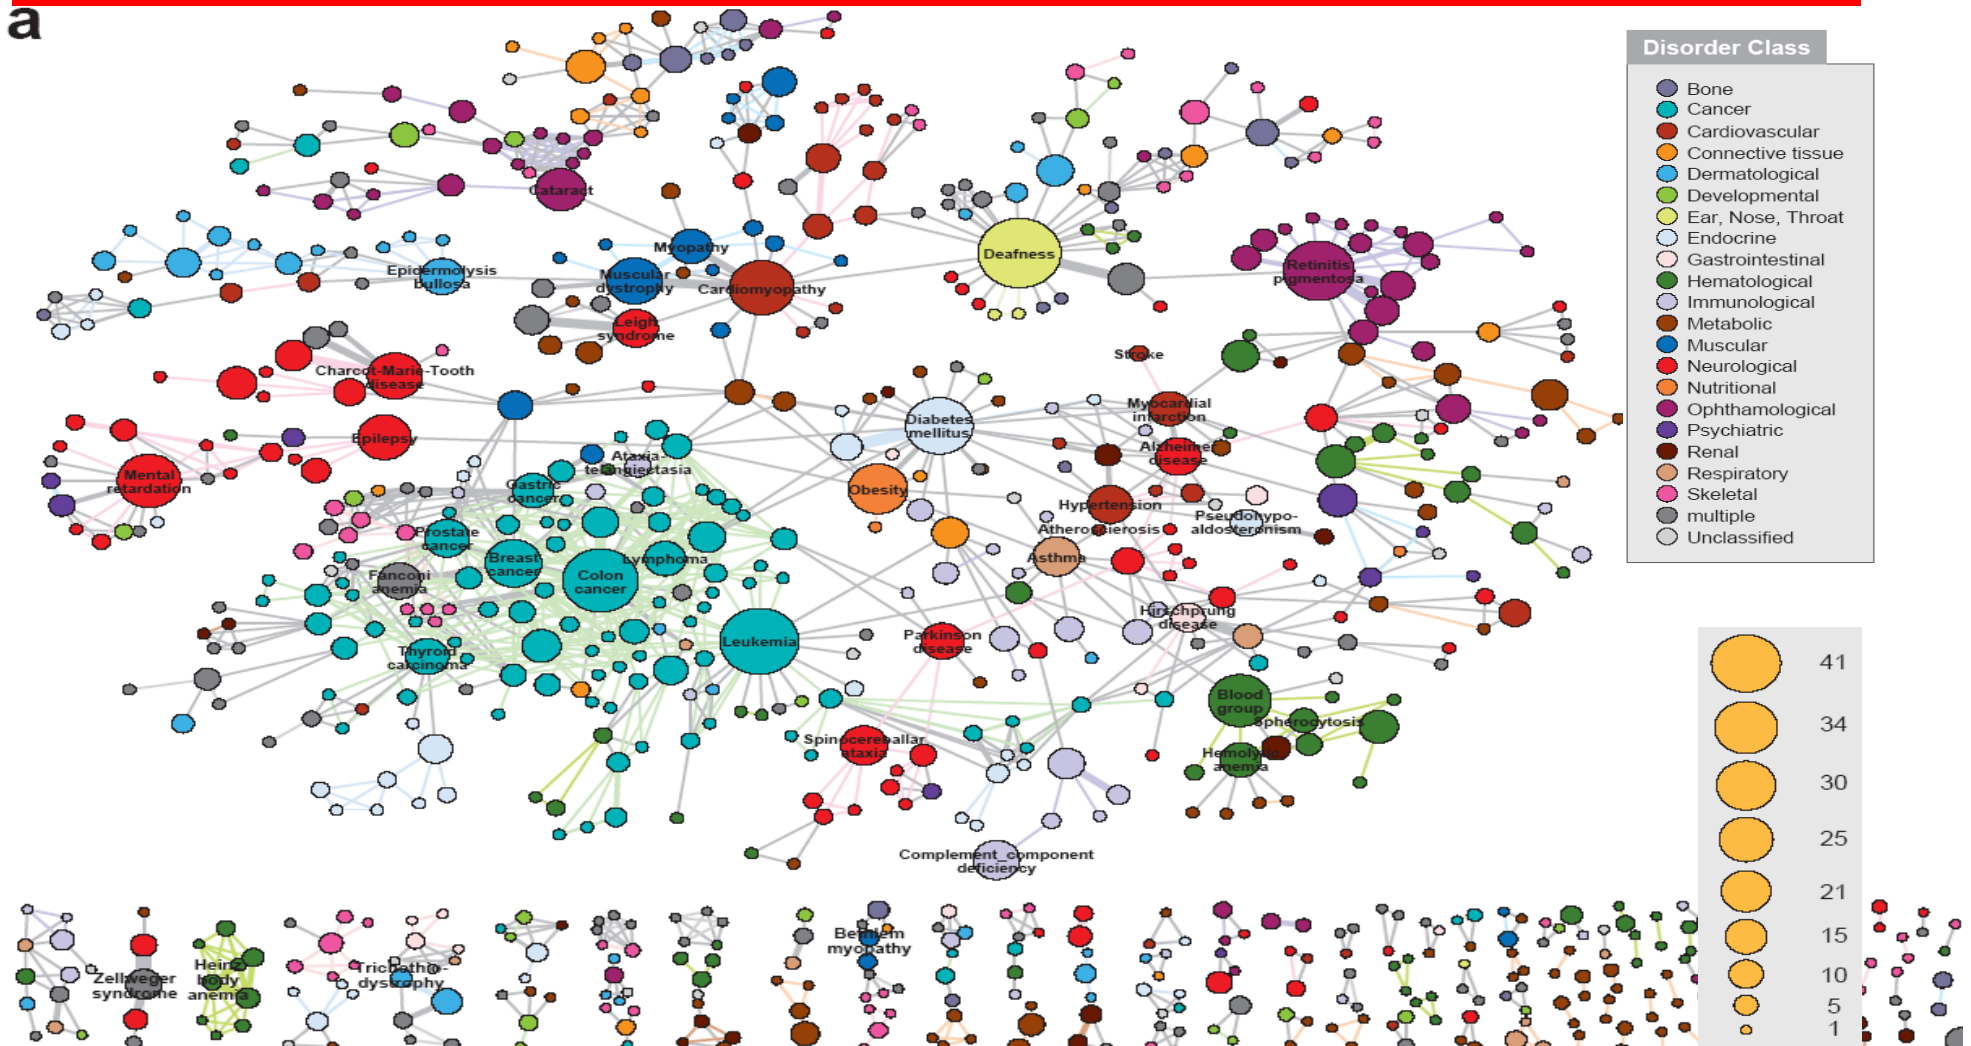 a
Disorder Class
Bone
Cancer
Cardiovascular
Connective tissue
Dermatological
Developmental
Ear, Nose, Throat
Endocrine
Gastrointestinal
Hematological
Immunological
Metabolic
Muscular
Neurological
Nutritional
Ophthamological
Psychiatric
Renal
Respiratory
Skeletal
multiple
Unclassified
Cataract
Myopathy
Deafness
Retinitis
pigmentosa
Epidermolysis
bullosa
Muscular
dystrophy
Cardiomyopathy
Leigh
syndrome
Stroke
Charcot-Marie-Tooth
disease
Myocardial
infarction
Diabetes
mellitus
Epilepsy
Alzheimer
disease
Ataxia-
telangiectasia
Mental
retardation
Gastric
cancer
Obesity
Hypertension
Pseudohypo-
aldosteronism
Atherosclerosis
Prostate
cancer
Breast
cancer
Lymphoma
Asthma
Colon
cancer
Fanconi
anemia
Hirschprung
disease
Leukemia
Parkinson
disease
Thyroid
carcinoma
Blood
group
Spherocytosis
Spinocereballar
ataxia
Hemolytic
anemia
Complement_component
deficiency
41
34
30
25
21
15
10
5
1
Bethlem
myopathy
Zellweger
syndrome
Heinz
body
anemia
Trichothio-
dystrophy